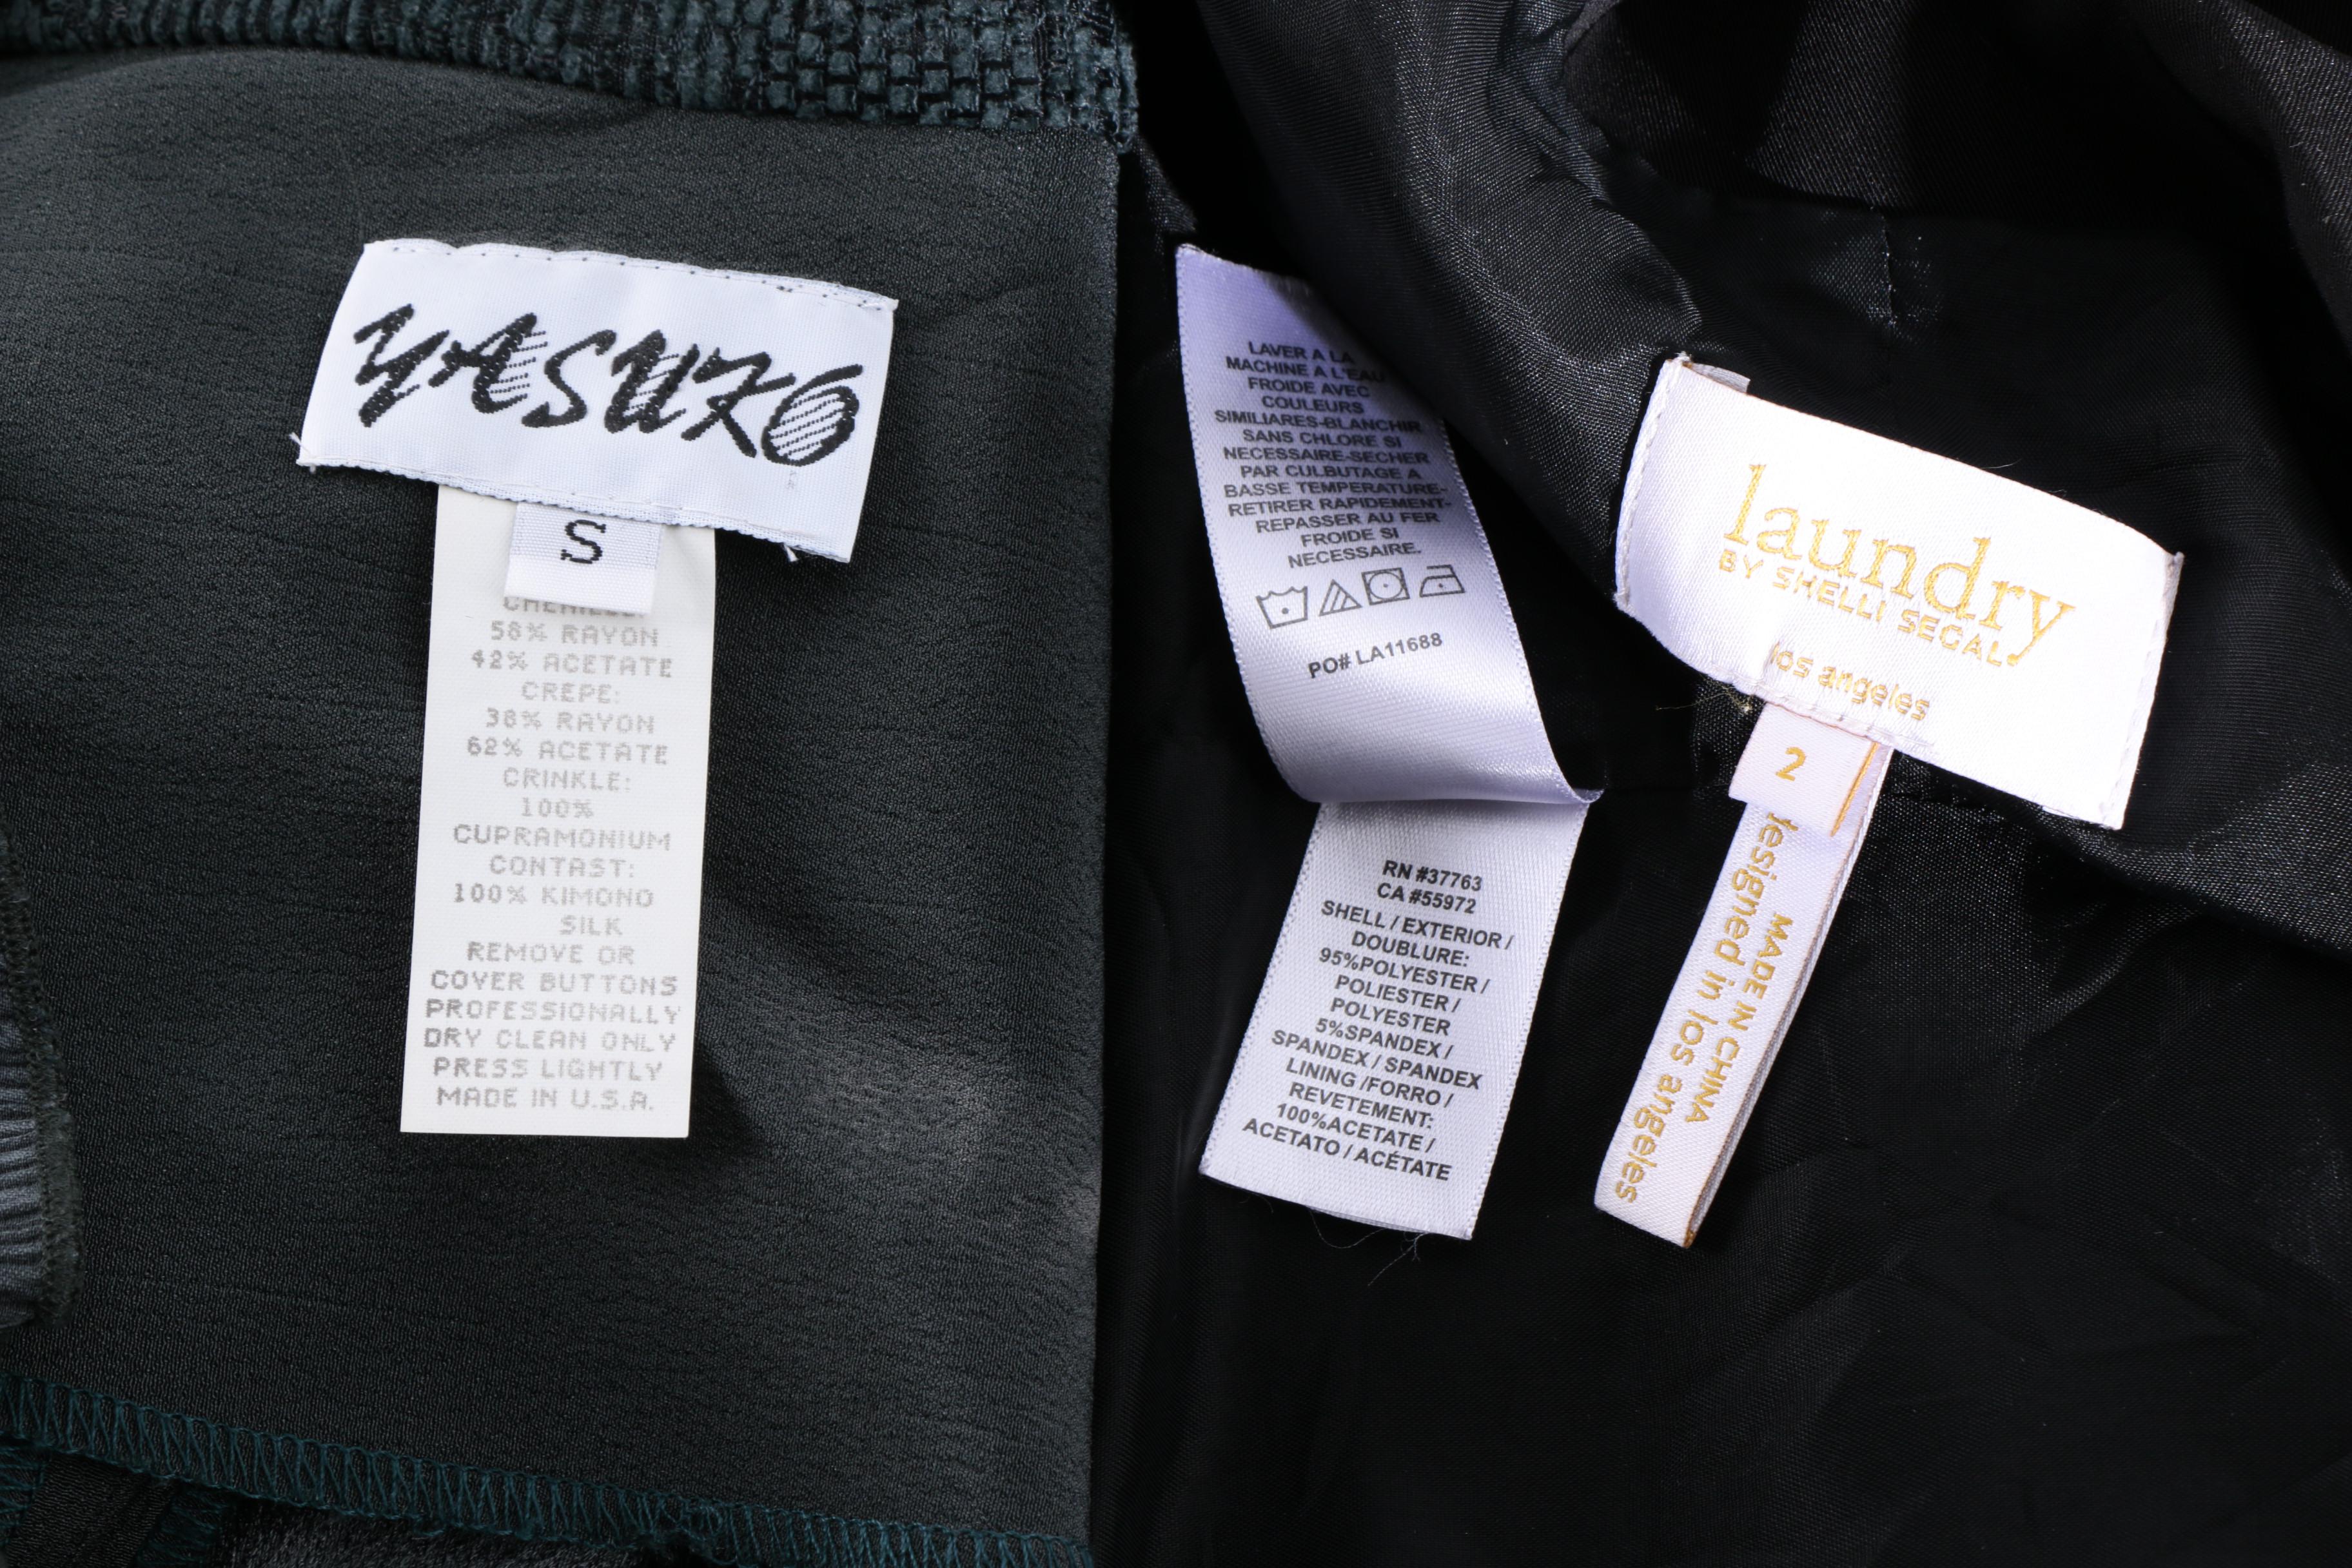 YASUKO
S
CHENILLE:
58% RAYON
42% ACETATE
CREPE:
38% RAYON
62% ACETATE
CRINKLE:
100%
CUPRAMONIUM
CONTAST:
100% KIMONO
SILK
REMOVE OR
COVER BUTTONS
PROFESSIONALLY
DRY CLEAN ONLY
PRESS LIGHTLY
MADE IN U.S.A.
LAVER A LA
MACHINE A L'EAU
FROIDE AVEC
COULEURS
SIMILIARES-BLANCHIR
SANS CHLORE SI
NECESSAIRE-SECHER
PAR CULBUTAGE A
BASSE TEMPERATURE-
RETIRER RAPIDEMENT-
REPASSER AU FER
FROIDE SI
NECESSAIRE.
PO# LA11688
RN #37763
CA #55972
SHELL / EXTERIOR /
DOUBLURE:
95%POLYESTER /
POLIESTER /
POLYESTER
5%SPANDEX /
SPANDEX / SPANDEX
LINING /FORRO /
REVETEMENT:
100%ACETATE /
ACETATO / ACÉTATE
laundry
BY SHELLI SEGAL
los angeles
2
MADE IN CHINA
designed in los angeles